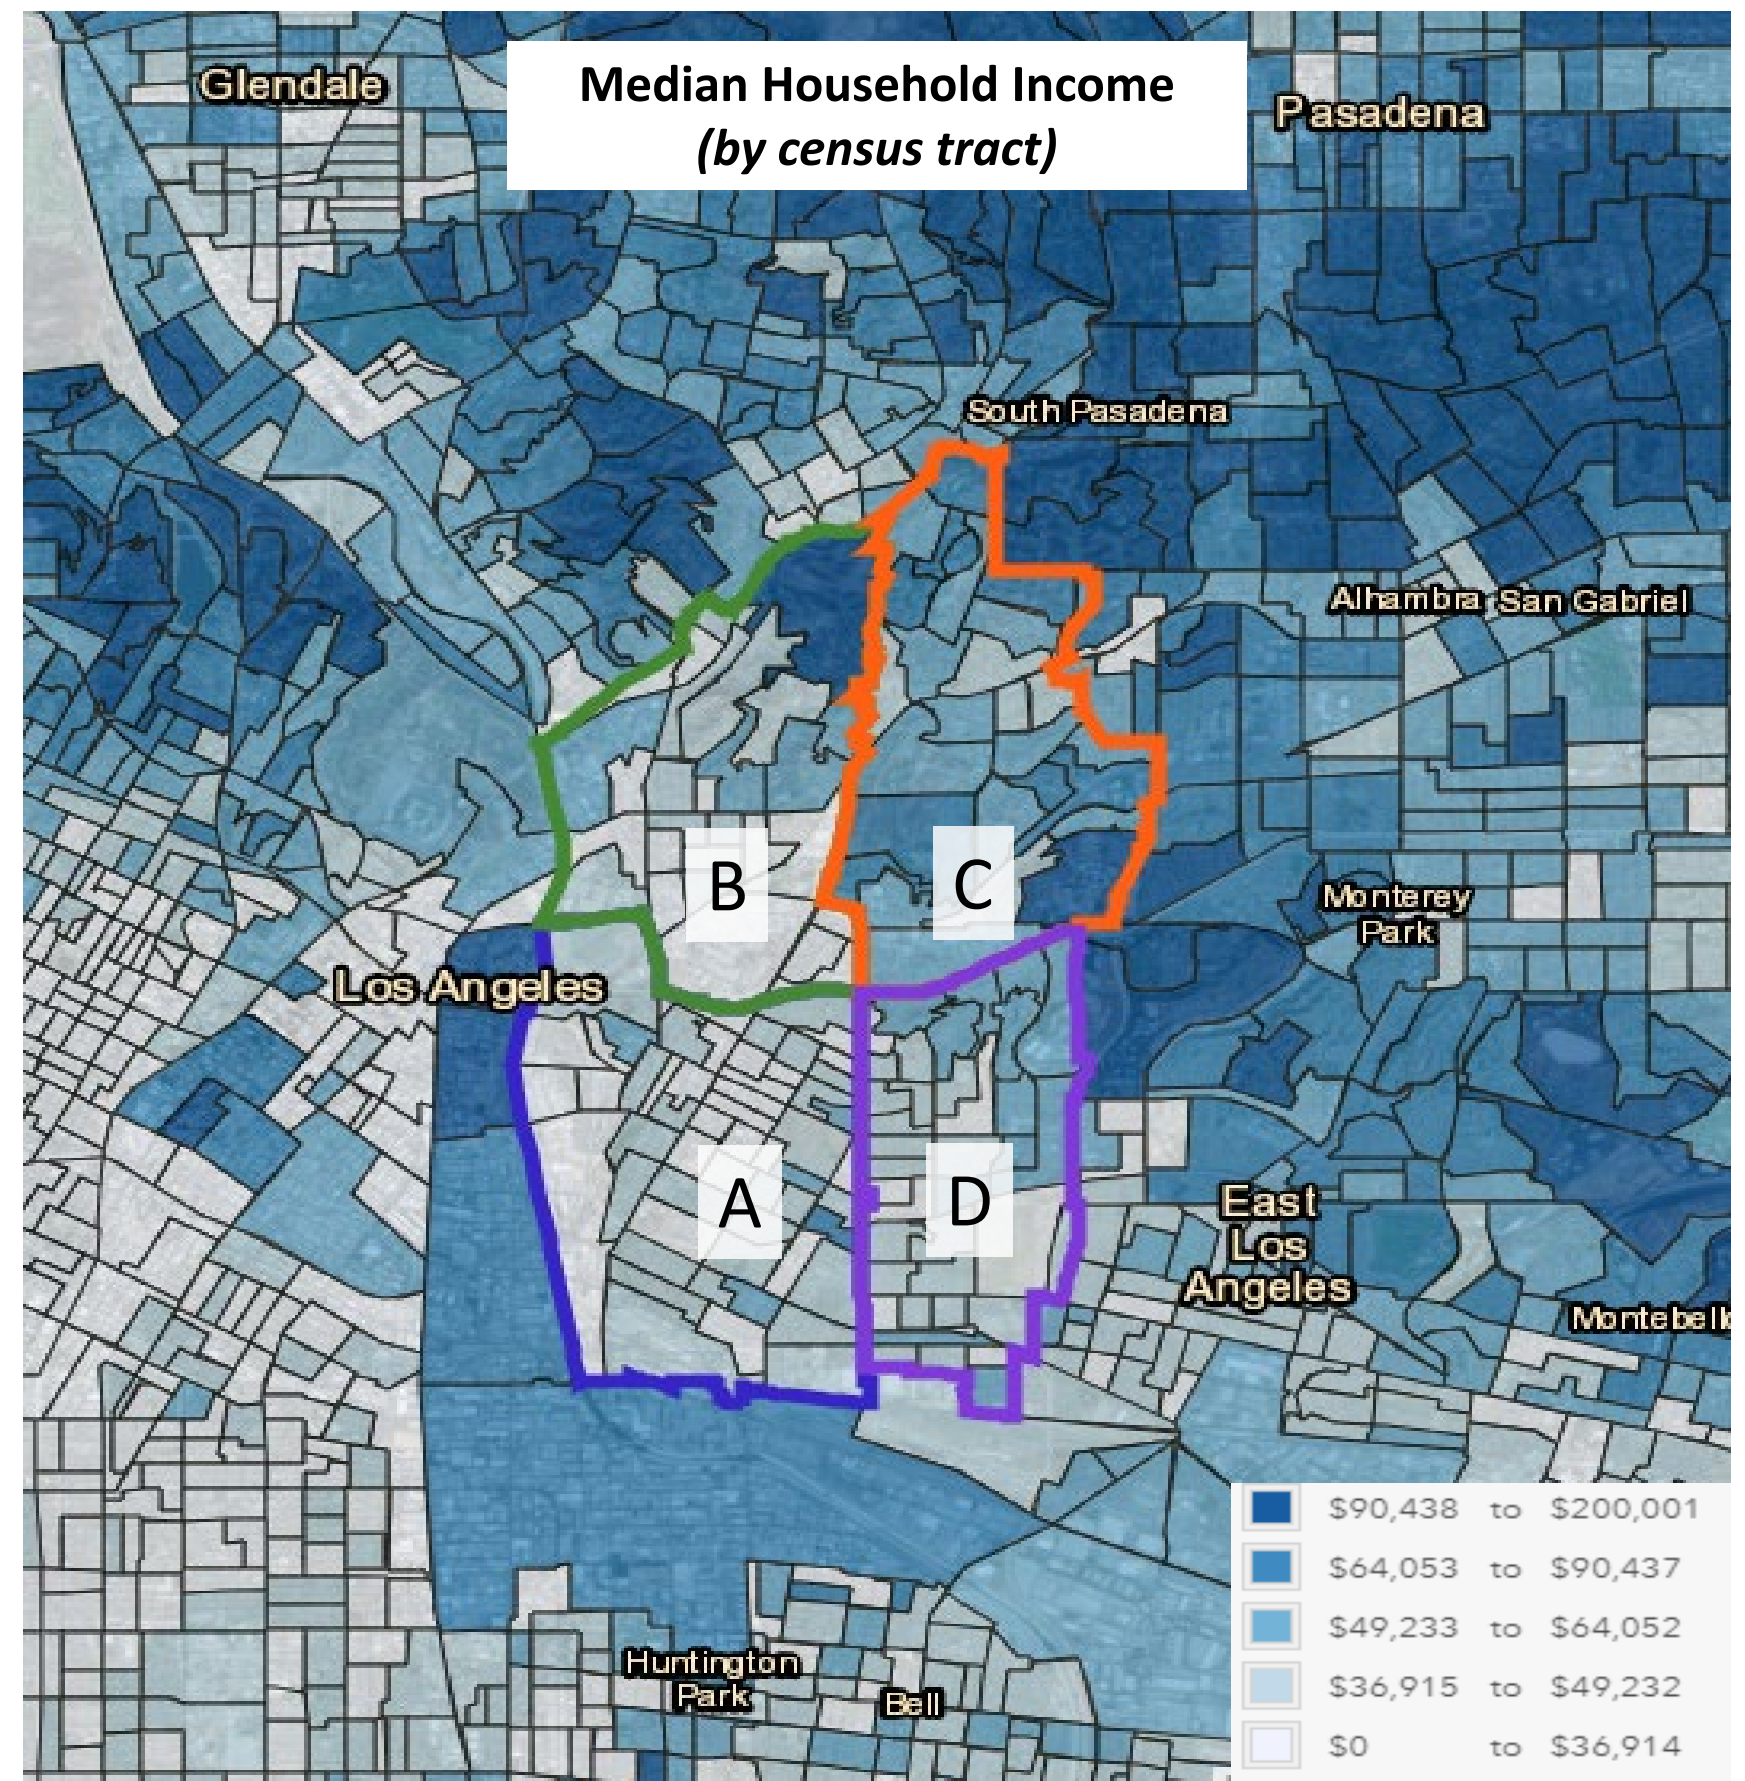 Glendale
Median Household Income
(by census tract)
Pasadena
South Pasadena
Alhambra
San Gabriel
B
C
Monterey
Park
Los Angeles
A
D
East
Los
Angeles
Montebell
$90,438 to $200,001
$64,053 to $90,437
$49,233 to $64,052
$36,915 to $49,232
$0 to $36,914
Huntington
Park
Bell